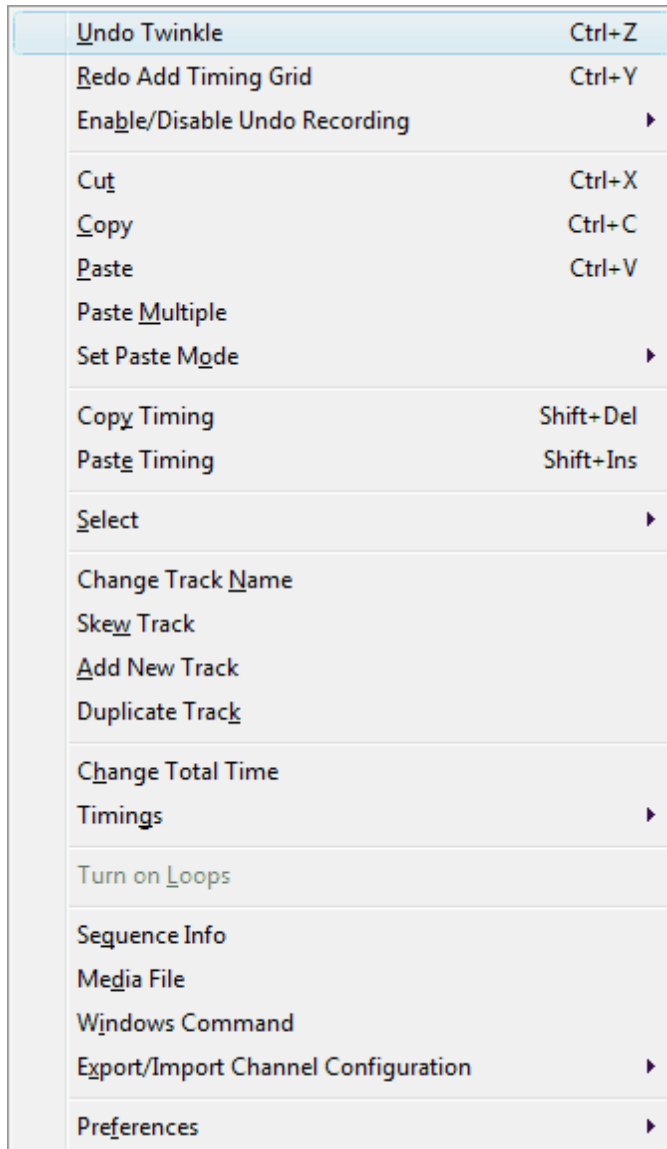 Undo Twinkle Ctrl+Z
Redo Add Timing Grid Ctrl+Y
Enable/Disable Undo Recording
Cut Ctrl+X
Copy Ctrl+C
Paste Ctrl+V
Paste Multiple
Set Paste Mode
Copy Timing Shift+Del
Paste Timing Shift+Ins
Select
Change Track Name
Skew Track
Add New Track
Duplicate Track
Change Total Time
Timings
Turn on Loops
Sequence Info
Media File
Windows Command
Export/Import Channel Configuration
Preferences